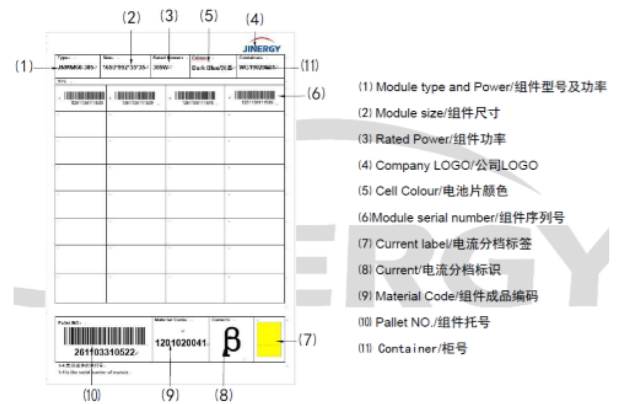 (2) (3) (5) (4)
JINERGY
(1) (11)
(6)
(1) Module type and Power/组件型号及功率
(2) Module size/组件尺寸
(3) Rated Power/组件功率
(4) Company LOGO/公司LOGO
(5) Cell Colour/电池片颜色
(6)Module serial number/组件序列号
(7) Current label/电流分档标签
(8) Current/电流分档标识
(9) Material Code/组件成品编码
(10) Pallet NO./组件托号
(11) Container/柜号
Pallet NO: Material Code:
261103310522 1201020041 β
(7)
(10) (9) (8)
JINERGY